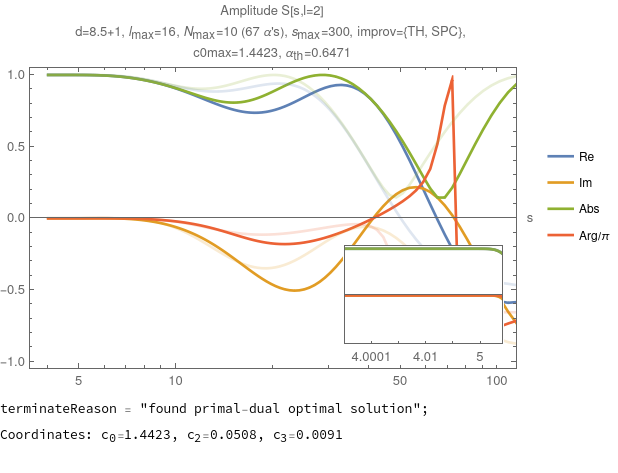 Amplitude S[s,l=2]
d=8.5+1, lmax=16, Nmax=10 (67 α's), smax=300, improv={TH, SPC},
c0max=1.4423, αth=0.6471
1.0
0.5
0.0
-0.5
-1.0
s
5
10
50
100
4.0001
4.01
5
Re
Im
Abs
Arg/π
terminateReason = "found primal-dual optimal solution";
Coordinates: c0=1.4423, c2=0.0508, c3=0.0091